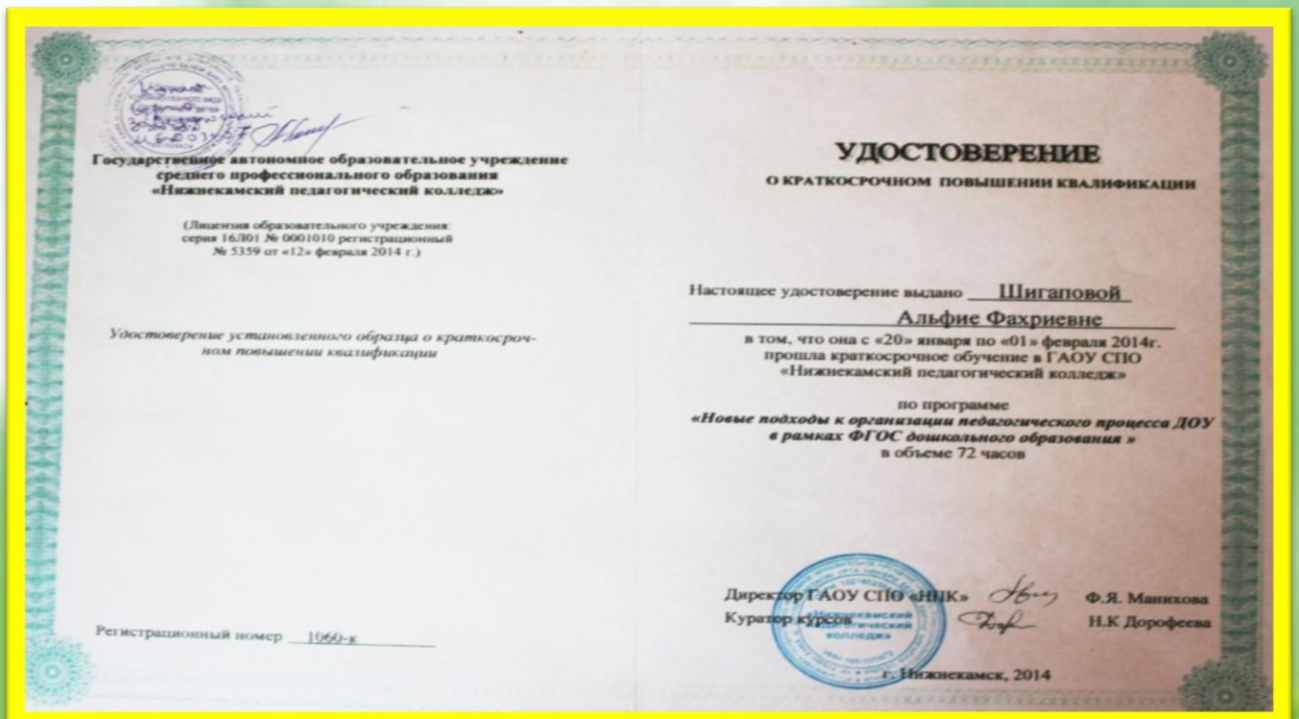 Государственное автономное образовательное учреждение
среднего профессионального образования
«Нижнекамский педагогический колледж»
(Лицензия образовательного учреждения:
серия 16Л01 № 0001010 регистрационный
№ 5359 от «12» февраля 2014 г.)
Удостоверение установленного образца о краткосроч-
ном повышении квалификации
Регистрационный номер 1060-к
УДОСТОВЕРЕНИЕ
О КРАТКОСРОЧНОМ ПОВЫШЕНИИ КВАЛИФИКАЦИИ
Настоящее удостоверение выдано Шигаповой
Альфие Фахриевне
в том, что она с «20» января по «01» февраля 2014г.
прошла краткосрочное обучение в ГАОУ СПО
«Нижнекамский педагогический колледж»
по программе
«Новые подходы к организации педагогического процесса ДОУ
в рамках ФГОС дошкольного образования »
в объеме 72 часов
Директор ГАОУ СПО «НПК» Ф.Я. Манихова
Куратор курсов Н.К Дорофеева
«Нижнекамский
педагогический
колледж»
г. Нижнекамск, 2014